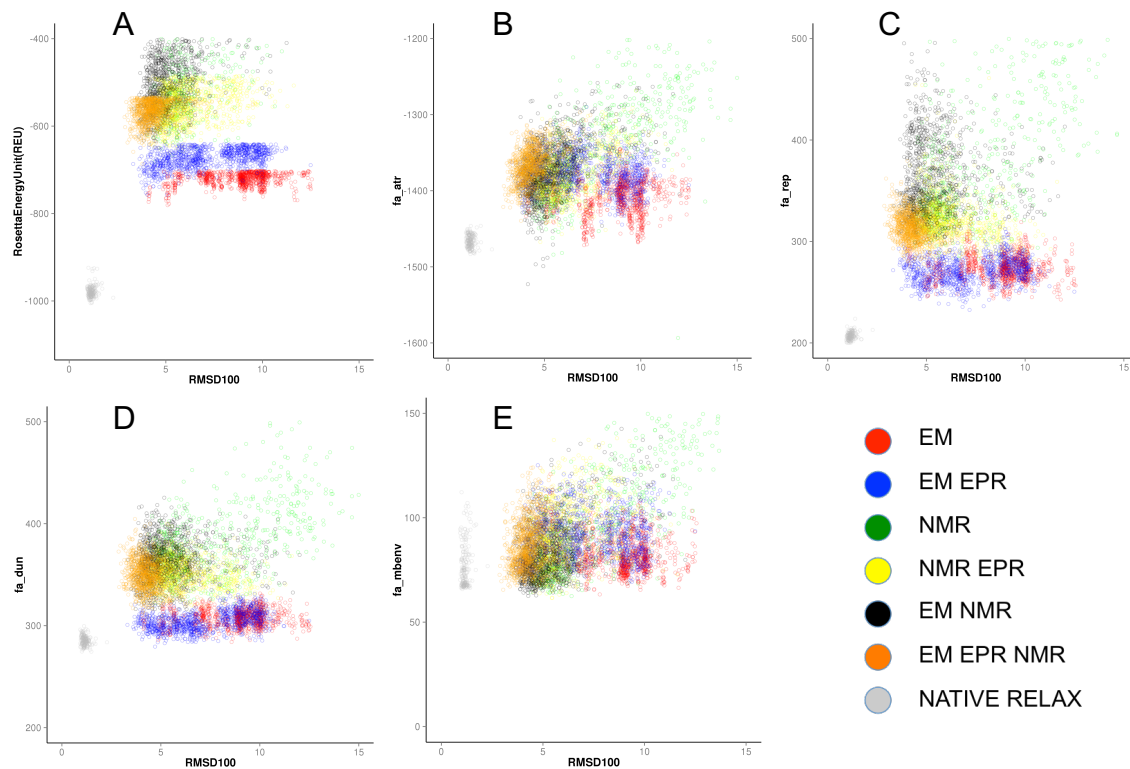 A
-400
-600
-800
-1000
RosettaEnergyUnit(REU)
0
5
10
15
RMSD100
B
-1200
-1300
-1400
-1500
-1600
fa_atr
0
5
10
15
RMSD100
C
500
400
300
200
fa_rep
0
5
10
15
RMSD100
D
500
400
300
200
fa_dun
0
5
10
15
RMSD100
E
150
100
50
0
fa_mbenv
0
5
10
15
RMSD100
EM
EM EPR
NMR
NMR EPR
EM NMR
EM EPR NMR
NATIVE RELAX